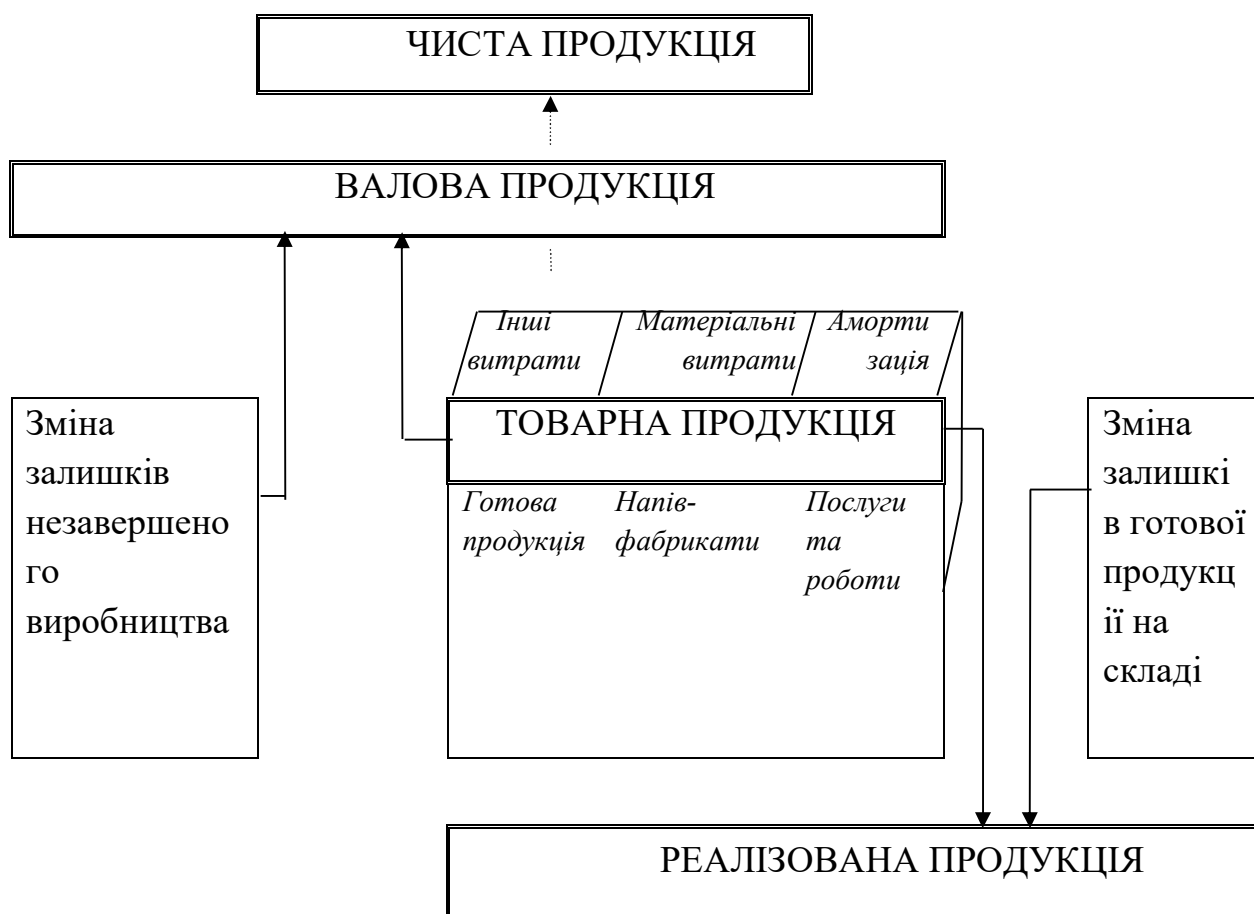 ЧИСТА ПРОДУКЦІЯ
ВАЛОВА ПРОДУКЦІЯ
Інші
витрати
Матеріальні
витрати
Аморти
зація
Зміна
залишків
незавершено
го
виробництва
ТОВАРНА ПРОДУКЦІЯ
Готова
продукція
Напів-
фабрикати
Послуги
та
роботи
Зміна
залишкі
в готової
продукц
ії на
складі
РЕАЛІЗОВАНА ПРОДУКЦІЯ